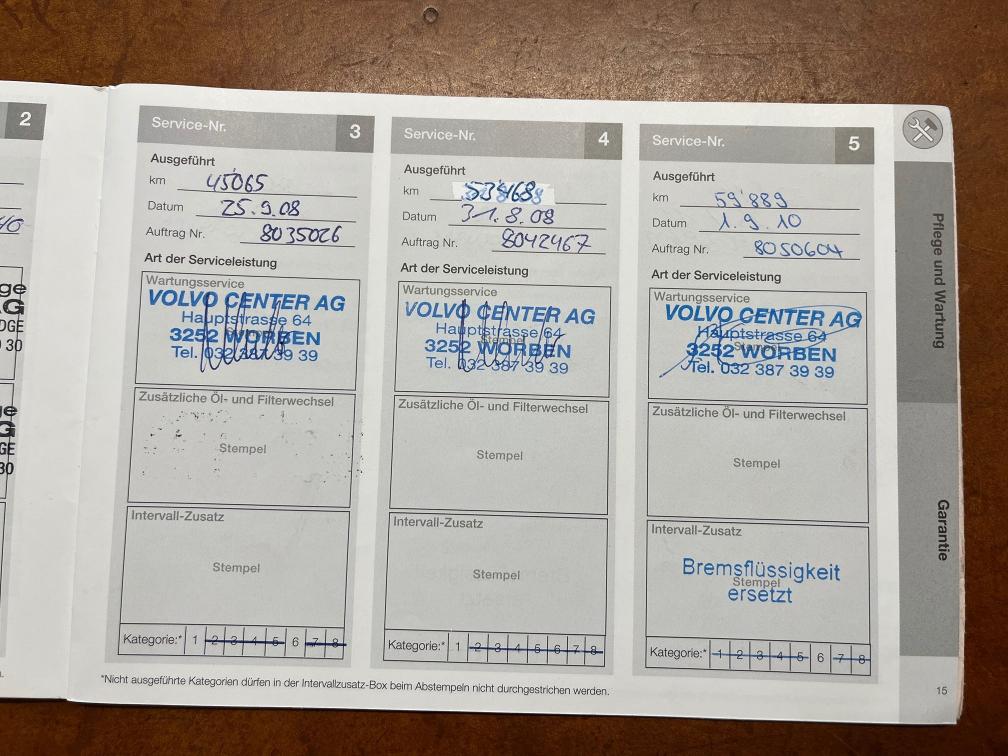 2
Service-Nr. 3
Ausgeführt
km 45'065
Datum 25.9.08
Auftrag Nr. 8035026
Art der Serviceleistung
Wartungsservice
VOLVO CENTER AG
Hauptstrasse 64
3252 WORBEN
Tel. 032 387 39 39
Zusätzliche Öl- und Filterwechsel
Stempel
Intervall-Zusatz
Stempel
Kategorie:* 1 2 3 4 5 6 7 8
Service-Nr. 4
Ausgeführt
km
Datum 31.8.08
Auftrag Nr. 8042467
Art der Serviceleistung
Wartungsservice
VOLVO CENTER AG
Hauptstrasse 64
Stempel
3252 WORBEN
Tel. 032 387 39 39
Zusätzliche Öl- und Filterwechsel
Stempel
Intervall-Zusatz
Stempel
Kategorie:* 1 2 3 4 5 6 7 8
Service-Nr. 5
Ausgeführt
km 59'889
Datum 1.9.10
Auftrag Nr. 8050604
Art der Serviceleistung
Wartungsservice
VOLVO CENTER AG
Hauptstrasse 64
Stempel
3252 WORBEN
Tel. 032 387 39 39
Zusätzliche Öl- und Filterwechsel
Stempel
Intervall-Zusatz
Bremsflüssigkeit
Stempel
ersetzt
Kategorie:* 1 2 3 4 5 6 7 8
*Nicht ausgeführte Kategorien dürfen in der Intervallzusatz-Box beim Abstempeln nicht durchgestrichen werden.
Pflege und Wartung
Garantie
15